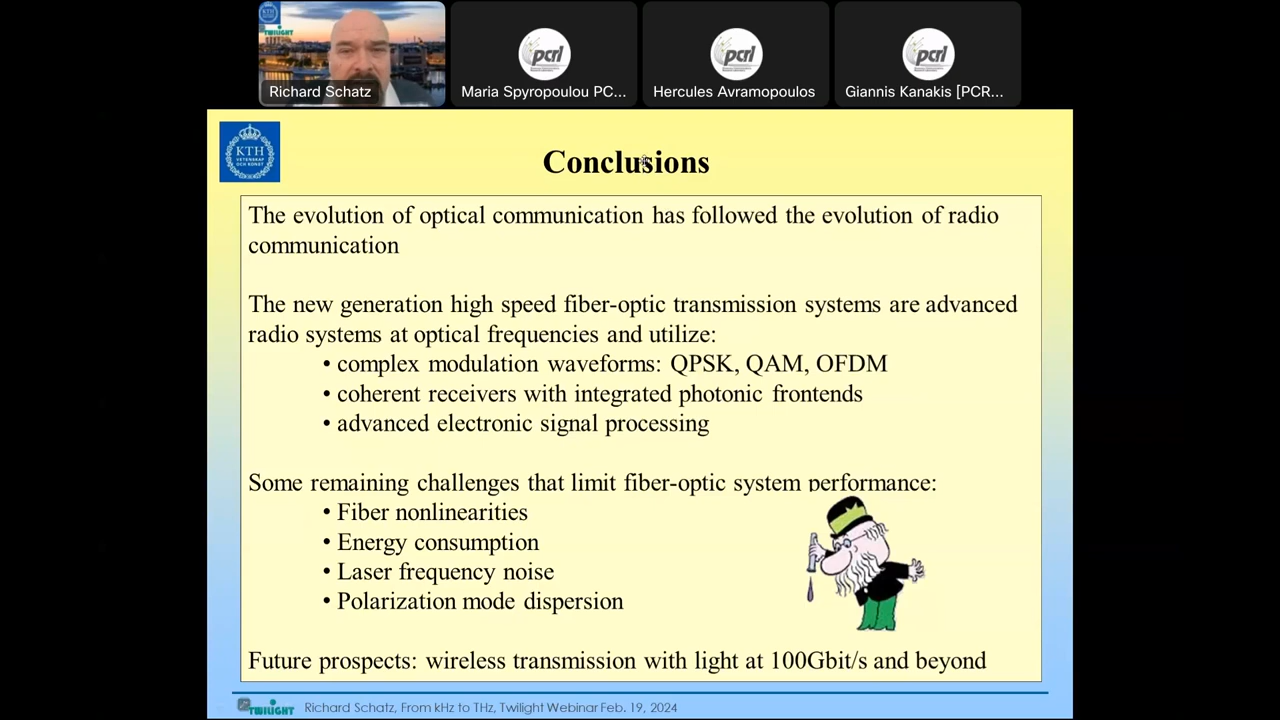 TWILIGHT
Richard Schatz
pcrl
Maria Spyropoulou PC...
pcrl
Hercules Avramopoulos
pcrl
Giannis Kanakis [PCR...
KTH
VETENSKAP
OCH KONST
Conclusions
The evolution of optical communication has followed the evolution of radio
communication
The new generation high speed fiber-optic transmission systems are advanced
radio systems at optical frequencies and utilize:
• complex modulation waveforms: QPSK, QAM, OFDM
• coherent receivers with integrated photonic frontends
• advanced electronic signal processing
Some remaining challenges that limit fiber-optic system performance:
• Fiber nonlinearities
• Energy consumption
• Laser frequency noise
• Polarization mode dispersion
Future prospects: wireless transmission with light at 100Gbit/s and beyond
TWILIGHT
Richard Schatz, From kHz to THz, Twilight Webinar Feb. 19, 2024